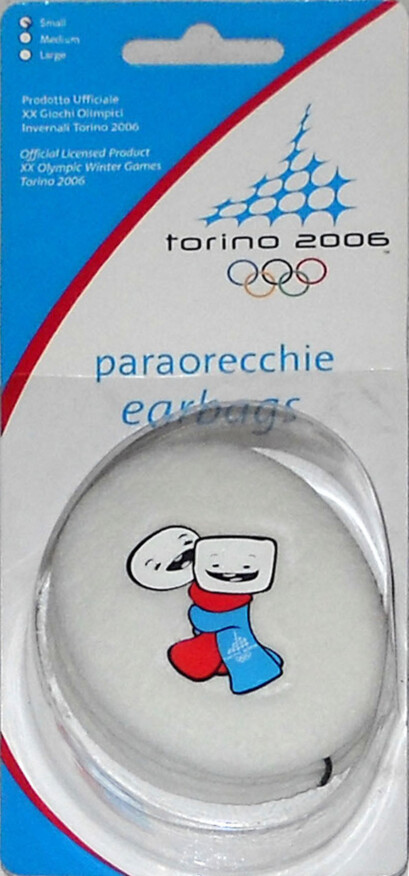 Small
Medium
Large
Prodotto Ufficiale
XX Giochi Olimpici
Invernali Torino 2006
Official Licensed Product
XX Olympic Winter Games
Torino 2006
torino 2006
TM
paraorecchie
earbags